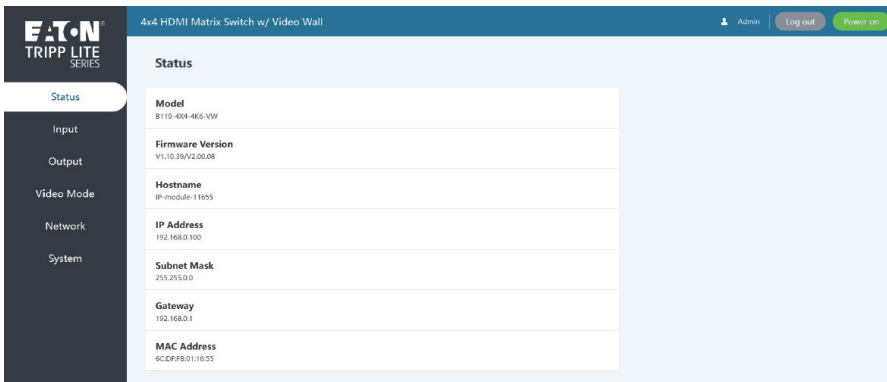 EATON®
TRIPP LITE
SERIES
4x4 HDMI Matrix Switch w/ Video Wall
Admin
Log out
Power on
Status
Input
Output
Video Mode
Network
System
Status
Model
B119-4X4-4K6-VW
Firmware Version
V1.10.39/V2.00.08
Hostname
IP-module-11655
IP Address
192.168.0.100
Subnet Mask
255.255.0.0
Gateway
192.168.0.1
MAC Address
6C:DF:FB:01:16:55